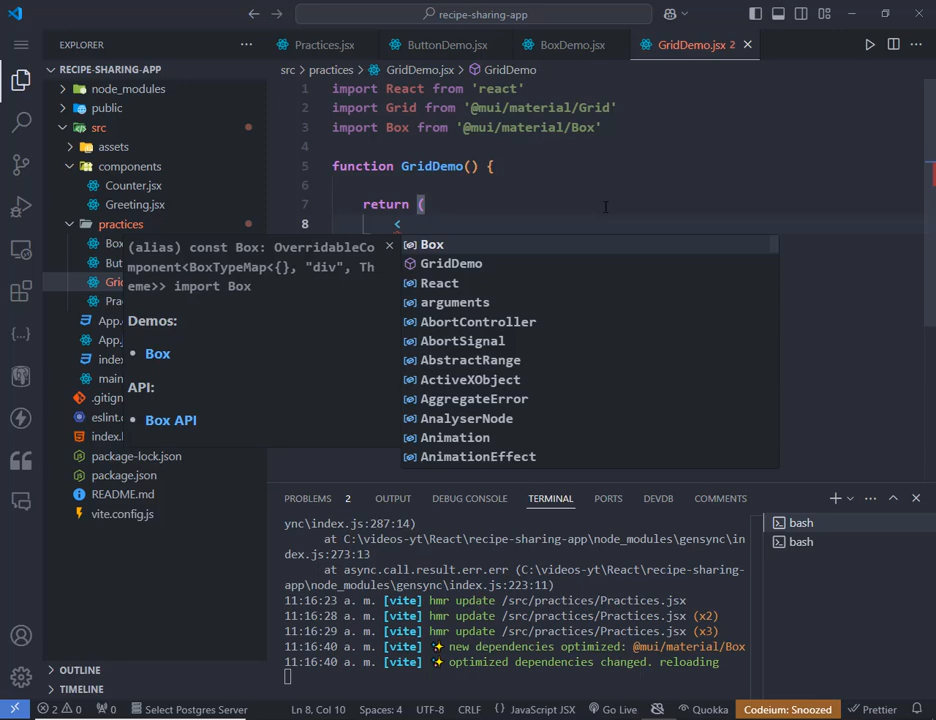 recipe-sharing-app
EXPLORER
Practices.jsx
ButtonDemo.jsx
BoxDemo.jsx
GridDemo.jsx 2
RECIPE-SHARING-APP
node_modules
public
src
assets
components
Counter.jsx
Greeting.jsx
practices
Box
But
Grid
Pra
App.
App.
index
main
.gitign
eslint.c
index.l
package-lock.json
package.json
README.md
vite.config.js
OUTLINE
TIMELINE
src > practices > GridDemo.jsx > GridDemo
1 import React from 'react'
2 import Grid from '@mui/material/Grid'
3 import Box from '@mui/material/Box'
4
5 function GridDemo() {
6
7 return (
8 <
(alias) const Box: OverridableCo
mponent<BoxTypeMap<{}, "div", Th
eme>> import Box
Demos:
• Box
API:
• Box API
Box
GridDemo
React
arguments
AbortController
AbortSignal
AbstractRange
ActiveXObject
AggregateError
AnalyserNode
Animation
AnimationEffect
PROBLEMS 2
OUTPUT
DEBUG CONSOLE
TERMINAL
PORTS
DEVDB
COMMENTS
ync\index.js:287:14)
at C:\videos-yt\React\recipe-sharing-app\node_modules\gensync\in
dex.js:273:13
at async.call.result.err.err (C:\videos-yt\React\recipe-sharing-
app\node_modules\gensync\index.js:223:11)
11:16:23 a. m. [vite] hmr update /src/practices/Practices.jsx
11:16:28 a. m. [vite] hmr update /src/practices/Practices.jsx (x2)
11:16:29 a. m. [vite] hmr update /src/practices/Practices.jsx (x3)
11:16:40 a. m. [vite] ✨ new dependencies optimized: @mui/material/Box
11:16:40 a. m. [vite] ✨ optimized dependencies changed. reloading
bash
bash
2 0
0
Select Postgres Server
Ln 8, Col 10
Spaces: 4
UTF-8
CRLF
{} JavaScript JSX
Go Live
Quokka
Codeium: Snoozed
Prettier